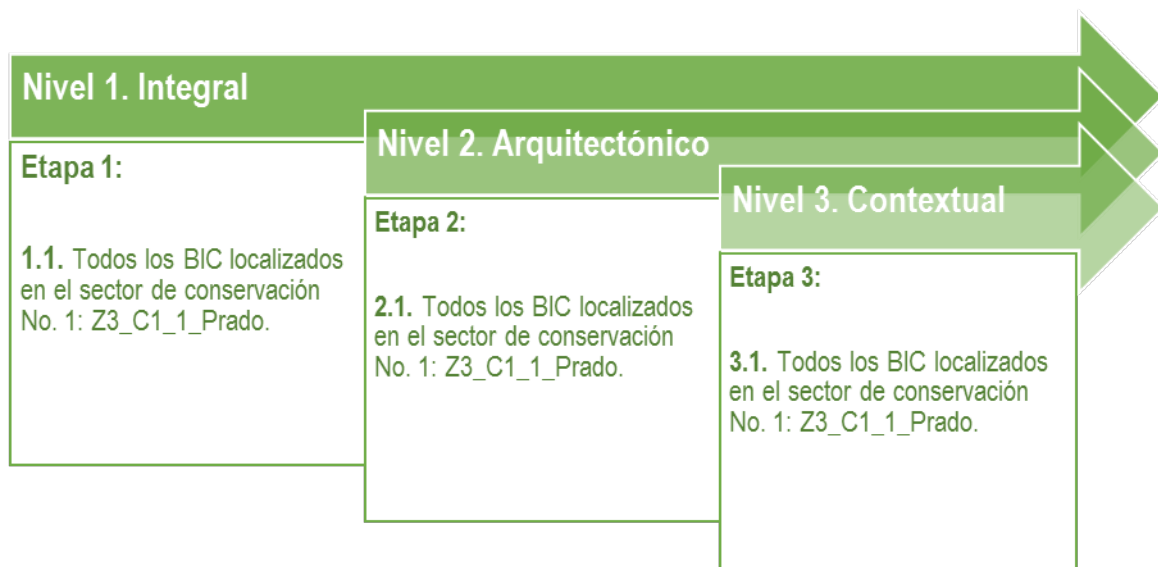 Nivel 1. Integral
Etapa 1:
1.1. Todos los BIC localizados
en el sector de conservación
No. 1: Z3_C1_1_Prado.
Nivel 2. Arquitectónico
Etapa 2:
2.1. Todos los BIC localizados
en el sector de conservación
No. 1: Z3_C1_1_Prado.
Nivel 3. Contextual
Etapa 3:
3.1. Todos los BIC localizados
en el sector de conservación
No. 1: Z3_C1_1_Prado.